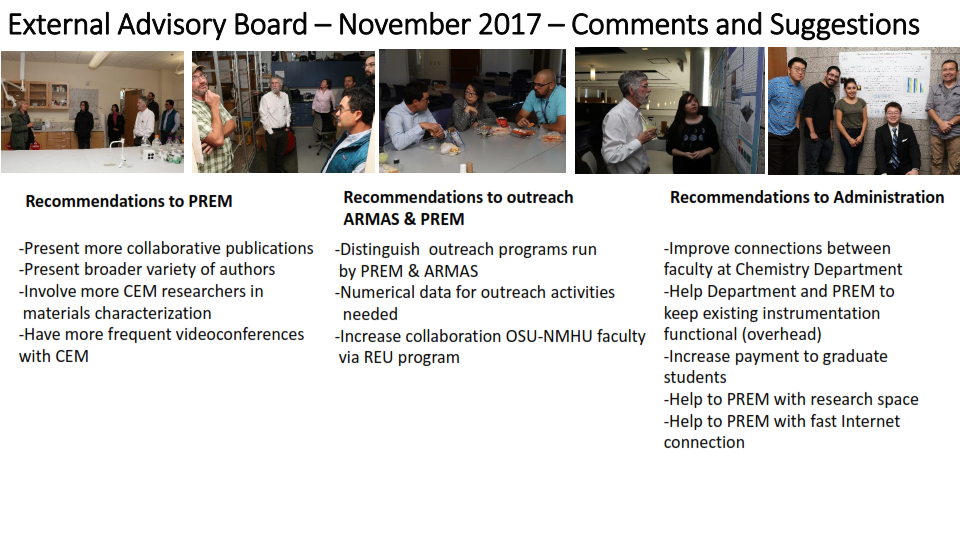 External Advisory Board – November 2017 – Comments and Suggestions
Recommendations to PREM
-Present more collaborative publications
-Present broader variety of authors
-Involve more CEM researchers in
materials characterization
-Have more frequent videoconferences
with CEM
Recommendations to outreach
ARMAS & PREM
-Distinguish outreach programs run
by PREM & ARMAS
-Numerical data for outreach activities
needed
-Increase collaboration OSU-NMHU faculty
via REU program
Recommendations to Administration
-Improve connections between
faculty at Chemistry Department
-Help Department and PREM to
keep existing instrumentation
functional (overhead)
-Increase payment to graduate
students
-Help to PREM with research space
-Help to PREM with fast Internet
connection